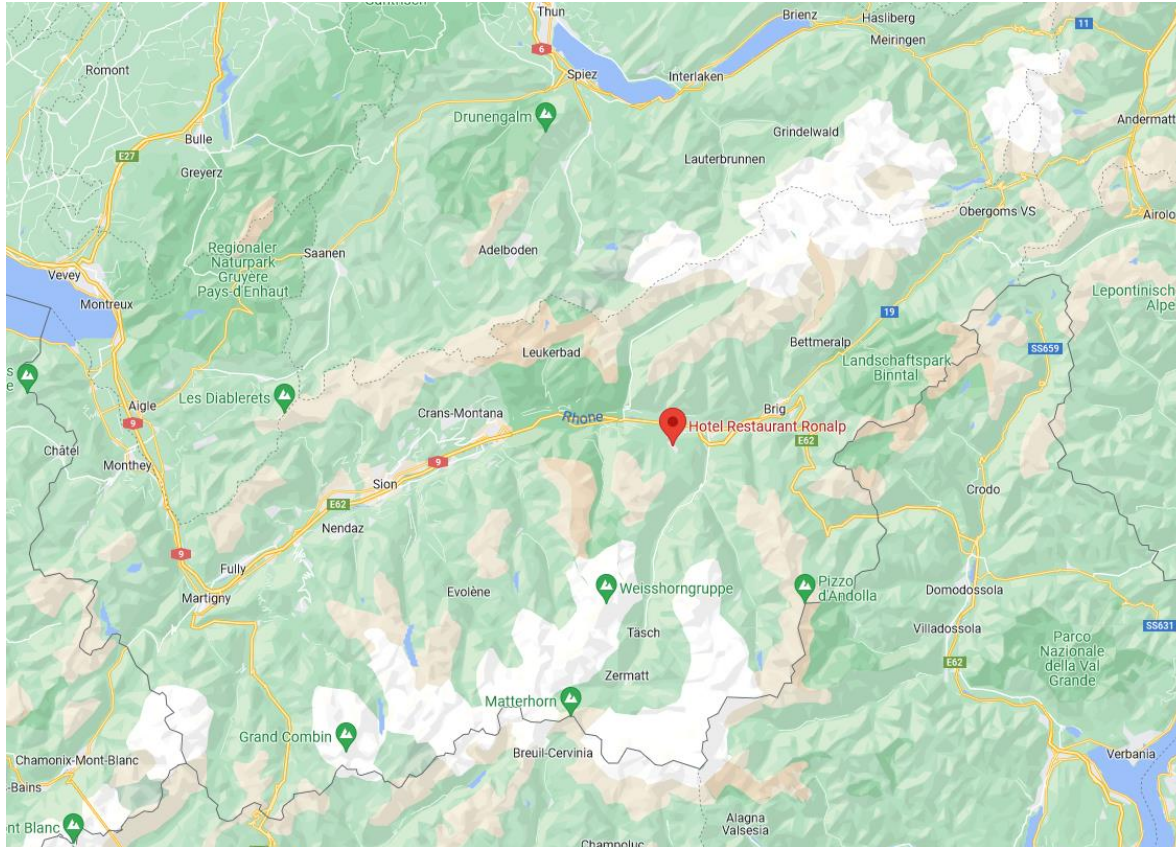 Thun
Brienz
Hasliberg
Meiringen
11
6
Romont
Spiez
Interlaken
Drunengalm
Andermatt
Bulle
Grindelwald
E27
Lauterbrunnen
Greyerz
Obergoms VS
Airolo
Regionaler
Naturpark
Gruyère
Pays-d'Enhaut
Saanen
Adelboden
Vevey
Montreux
Lepontinische
Alpe
19
Bettmeralp
SS659
Leukerbad
Landschaftspark
Binntal
Les Diablerets
Aigle
Crans-Montana
Rhone
Brig
9
Hotel Restaurant Ronalp
E62
Châtel
Monthey
9
Sion
Crodo
E62
Nendaz
9
Fully
Martigny
Evolène
Weisshorngruppe
Pizzo
d'Andolla
Domodossola
Täsch
Villadossola
SS631
Parco
Nazionale
della Val
Grande
E62
Zermatt
Matterhorn
Grand Combin
Breuil-Cervinia
Verbania
Chamonix-Mont-Blanc
-Bains
nt Blanc
Alagna
Valsesia
Champoluc